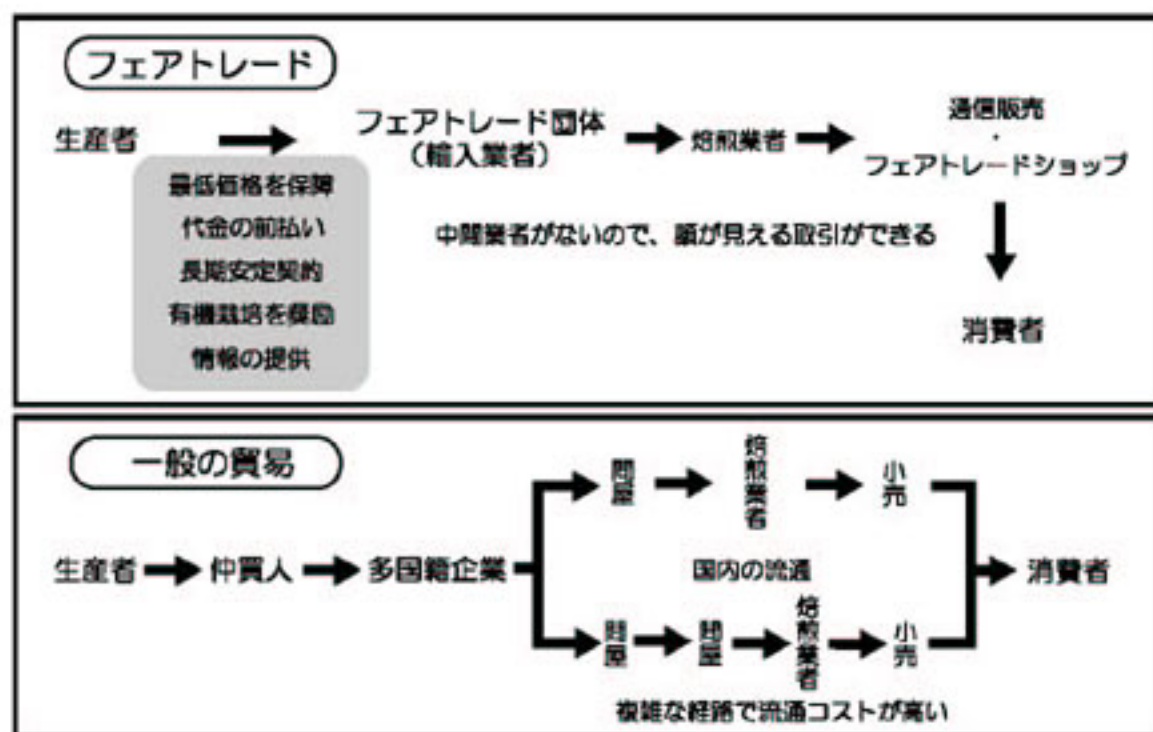 フェアトレード
生産者
フェアトレード団体
（輸入業者）
焙煎業者
通信販売
・
フェアトレードショップ
最低価格を保障
代金の前払い
長期安定契約
有機栽培を奨励
情報の提供
中間業者がないので、顔が見える取引ができる
消費者
一般の貿易
生産者
仲買人
多国籍企業
問屋
焙煎業者
小売
国内の流通
問屋
問屋
焙煎業者
小売
消費者
複雑な経路で流通コストが高い